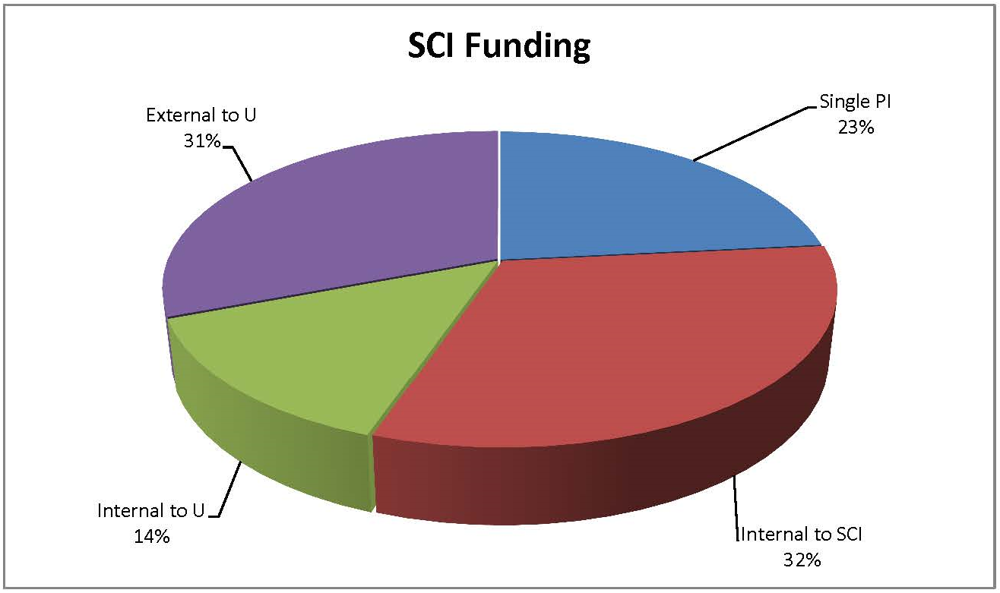 SCI Funding
External to U
31%
Single PI
23%
Internal to U
14%
Internal to SCI
32%